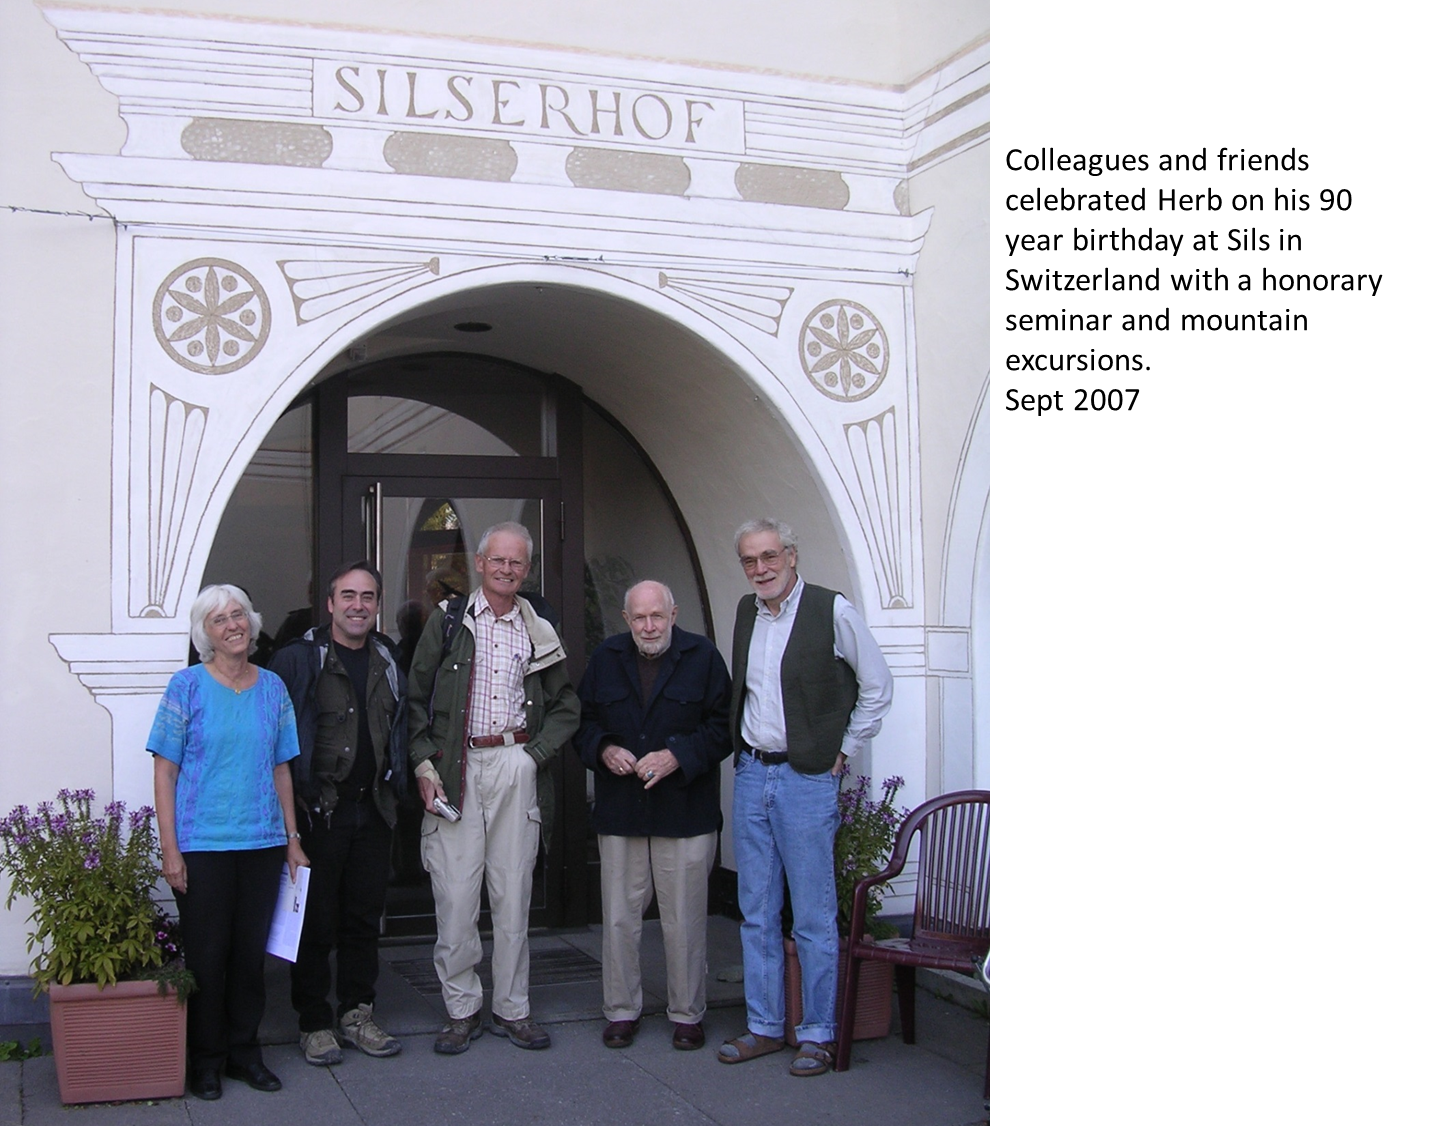 SILSERHOF
Colleagues and friends
celebrated Herb on his 90
year birthday at Sils in
Switzerland with a honorary
seminar and mountain
excursions.
Sept 2007